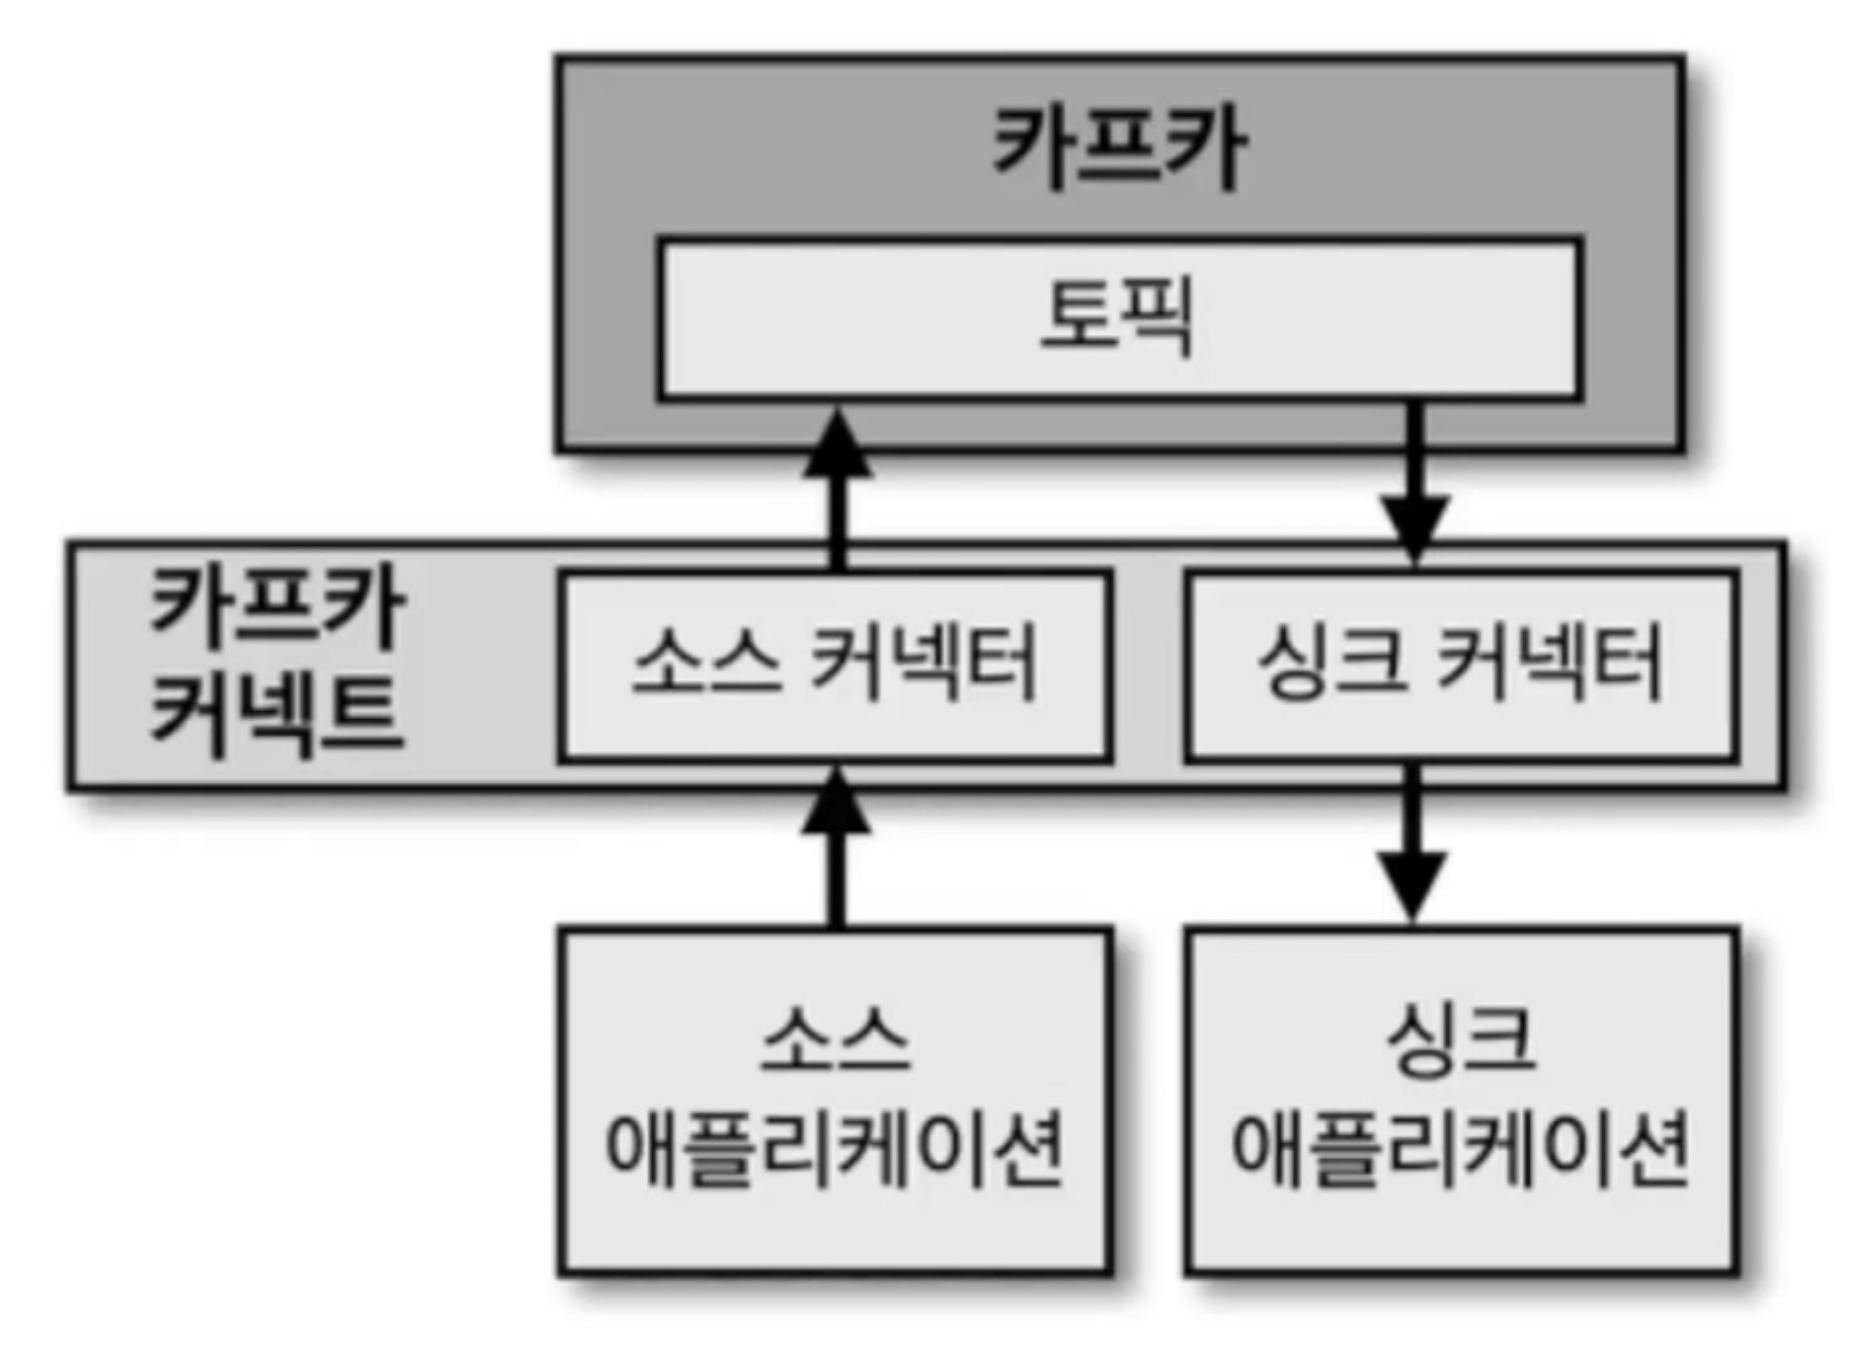 카프카
토픽
카프카
커넥트
소스 커넥터
싱크 커넥터
소스
애플리케이션
싱크
애플리케이션